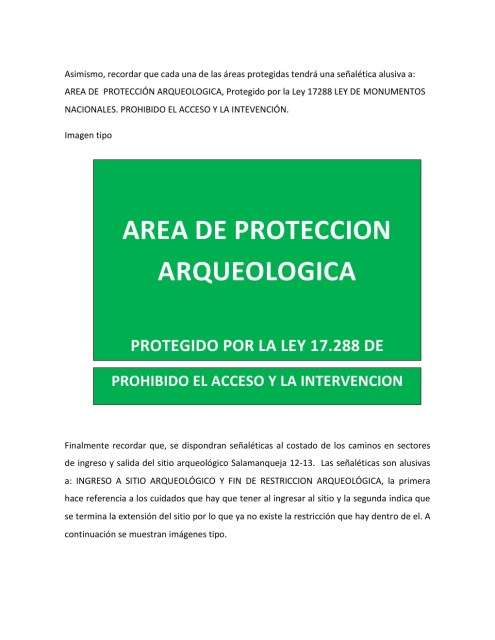 Asimismo, recordar que cada una de las áreas protegidas tendrá una señalética alusiva a:
AREA DE PROTECCIÓN ARQUEOLOGICA, Protegido por la Ley 17288 LEY DE MONUMENTOS
NACIONALES. PROHIBIDO EL ACCESO Y LA INTEVENCIÓN.
Imagen tipo
AREA DE PROTECCION
ARQUEOLOGICA
PROTEGIDO POR LA LEY 17.288 DE
PROHIBIDO EL ACCESO Y LA INTERVENCION
Finalmente recordar que, se dispondran señaléticas al costado de los caminos en sectores
de ingreso y salida del sitio arqueológico Salamanqueja 12-13. Las señaléticas son alusivas
a: INGRESO A SITIO ARQUEOLÓGICO Y FIN DE RESTRICCION ARQUEOLÓGICA, la primera
hace referencia a los cuidados que hay que tener al ingresar al sitio y la segunda indica que
se termina la extensión del sitio por lo que ya no existe la restricción que hay dentro de el. A
continuación se muestran imágenes tipo.